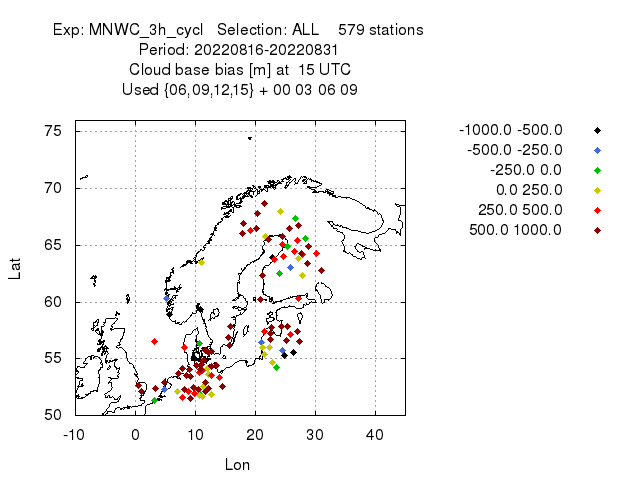 Exp: MNWC_3h_cycl   Selection: ALL    579 stations
Period: 20220816-20220831
Cloud base bias [m] at  15 UTC
Used {06,09,12,15} + 00 03 06 09
-1000.0 -500.0
-500.0 -250.0
-250.0 0.0
0.0 250.0
250.0 500.0
500.0 1000.0
75
70
65
60
55
50
Lat
-10 0 10 20 30 40
Lon